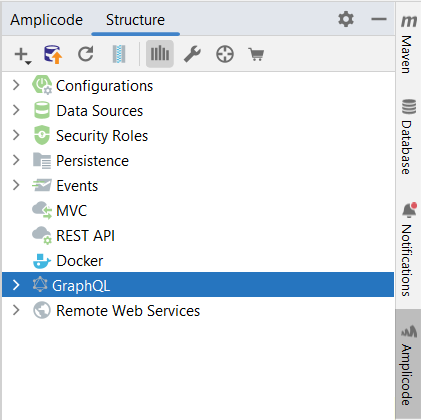 Amplicode Structure
Configurations
Data Sources
Security Roles
Persistence
Events
MVC
REST API
Docker
GraphQL
Remote Web Services
Maven
Database
Notifications
Amplicode